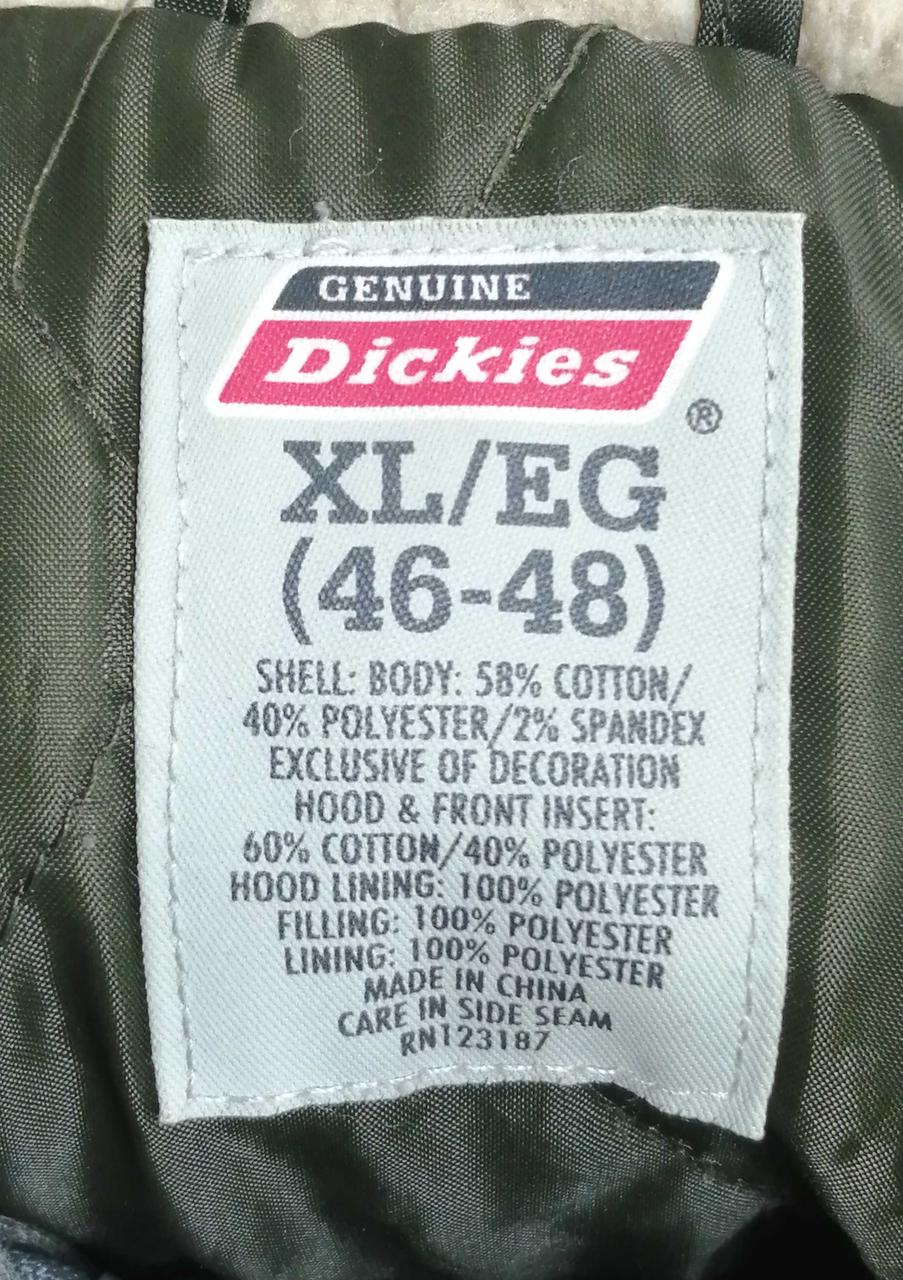 GENUINE
Dickies
®
XL/EG
(46-48)
SHELL: BODY: 58% COTTON/
40% POLYESTER/2% SPANDEX
EXCLUSIVE OF DECORATION
HOOD & FRONT INSERT:
60% COTTON/40% POLYESTER
HOOD LINING: 100% POLYESTER
FILLING: 100% POLYESTER
LINING: 100% POLYESTER
MADE IN CHINA
CARE IN SIDE SEAM
RN123187